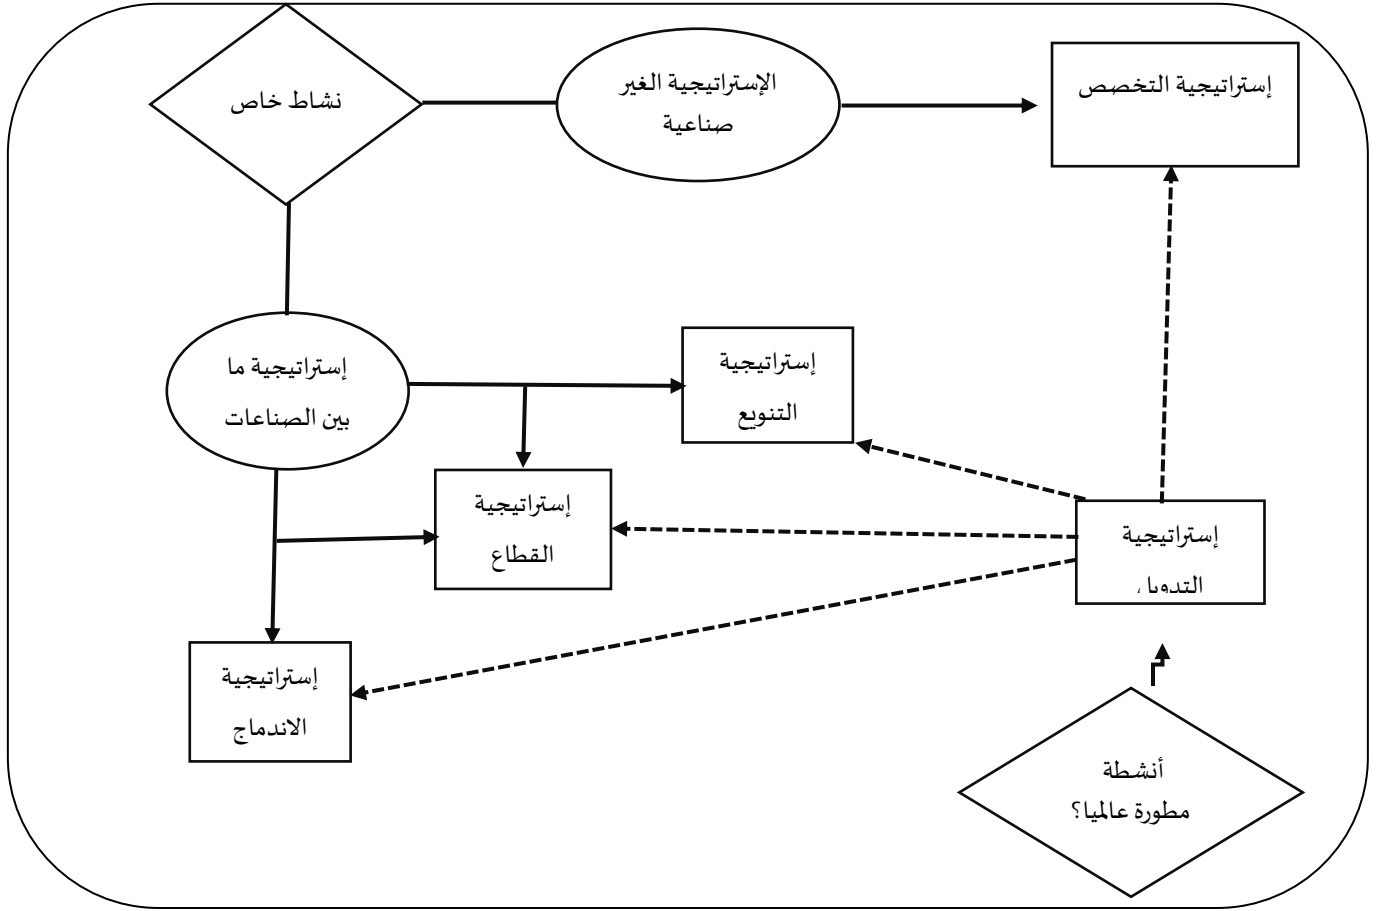 نشاط خاص
الإستراتيجية الغير
صناعية
إستراتيجية التخصص
إستراتيجية ما
بين الصناعات
إستراتيجية
التنويع
إستراتيجية
القطاع
إستراتيجية
التدويل
إستراتيجية
الاندماج
أنشطة
مطورة عالميا؟